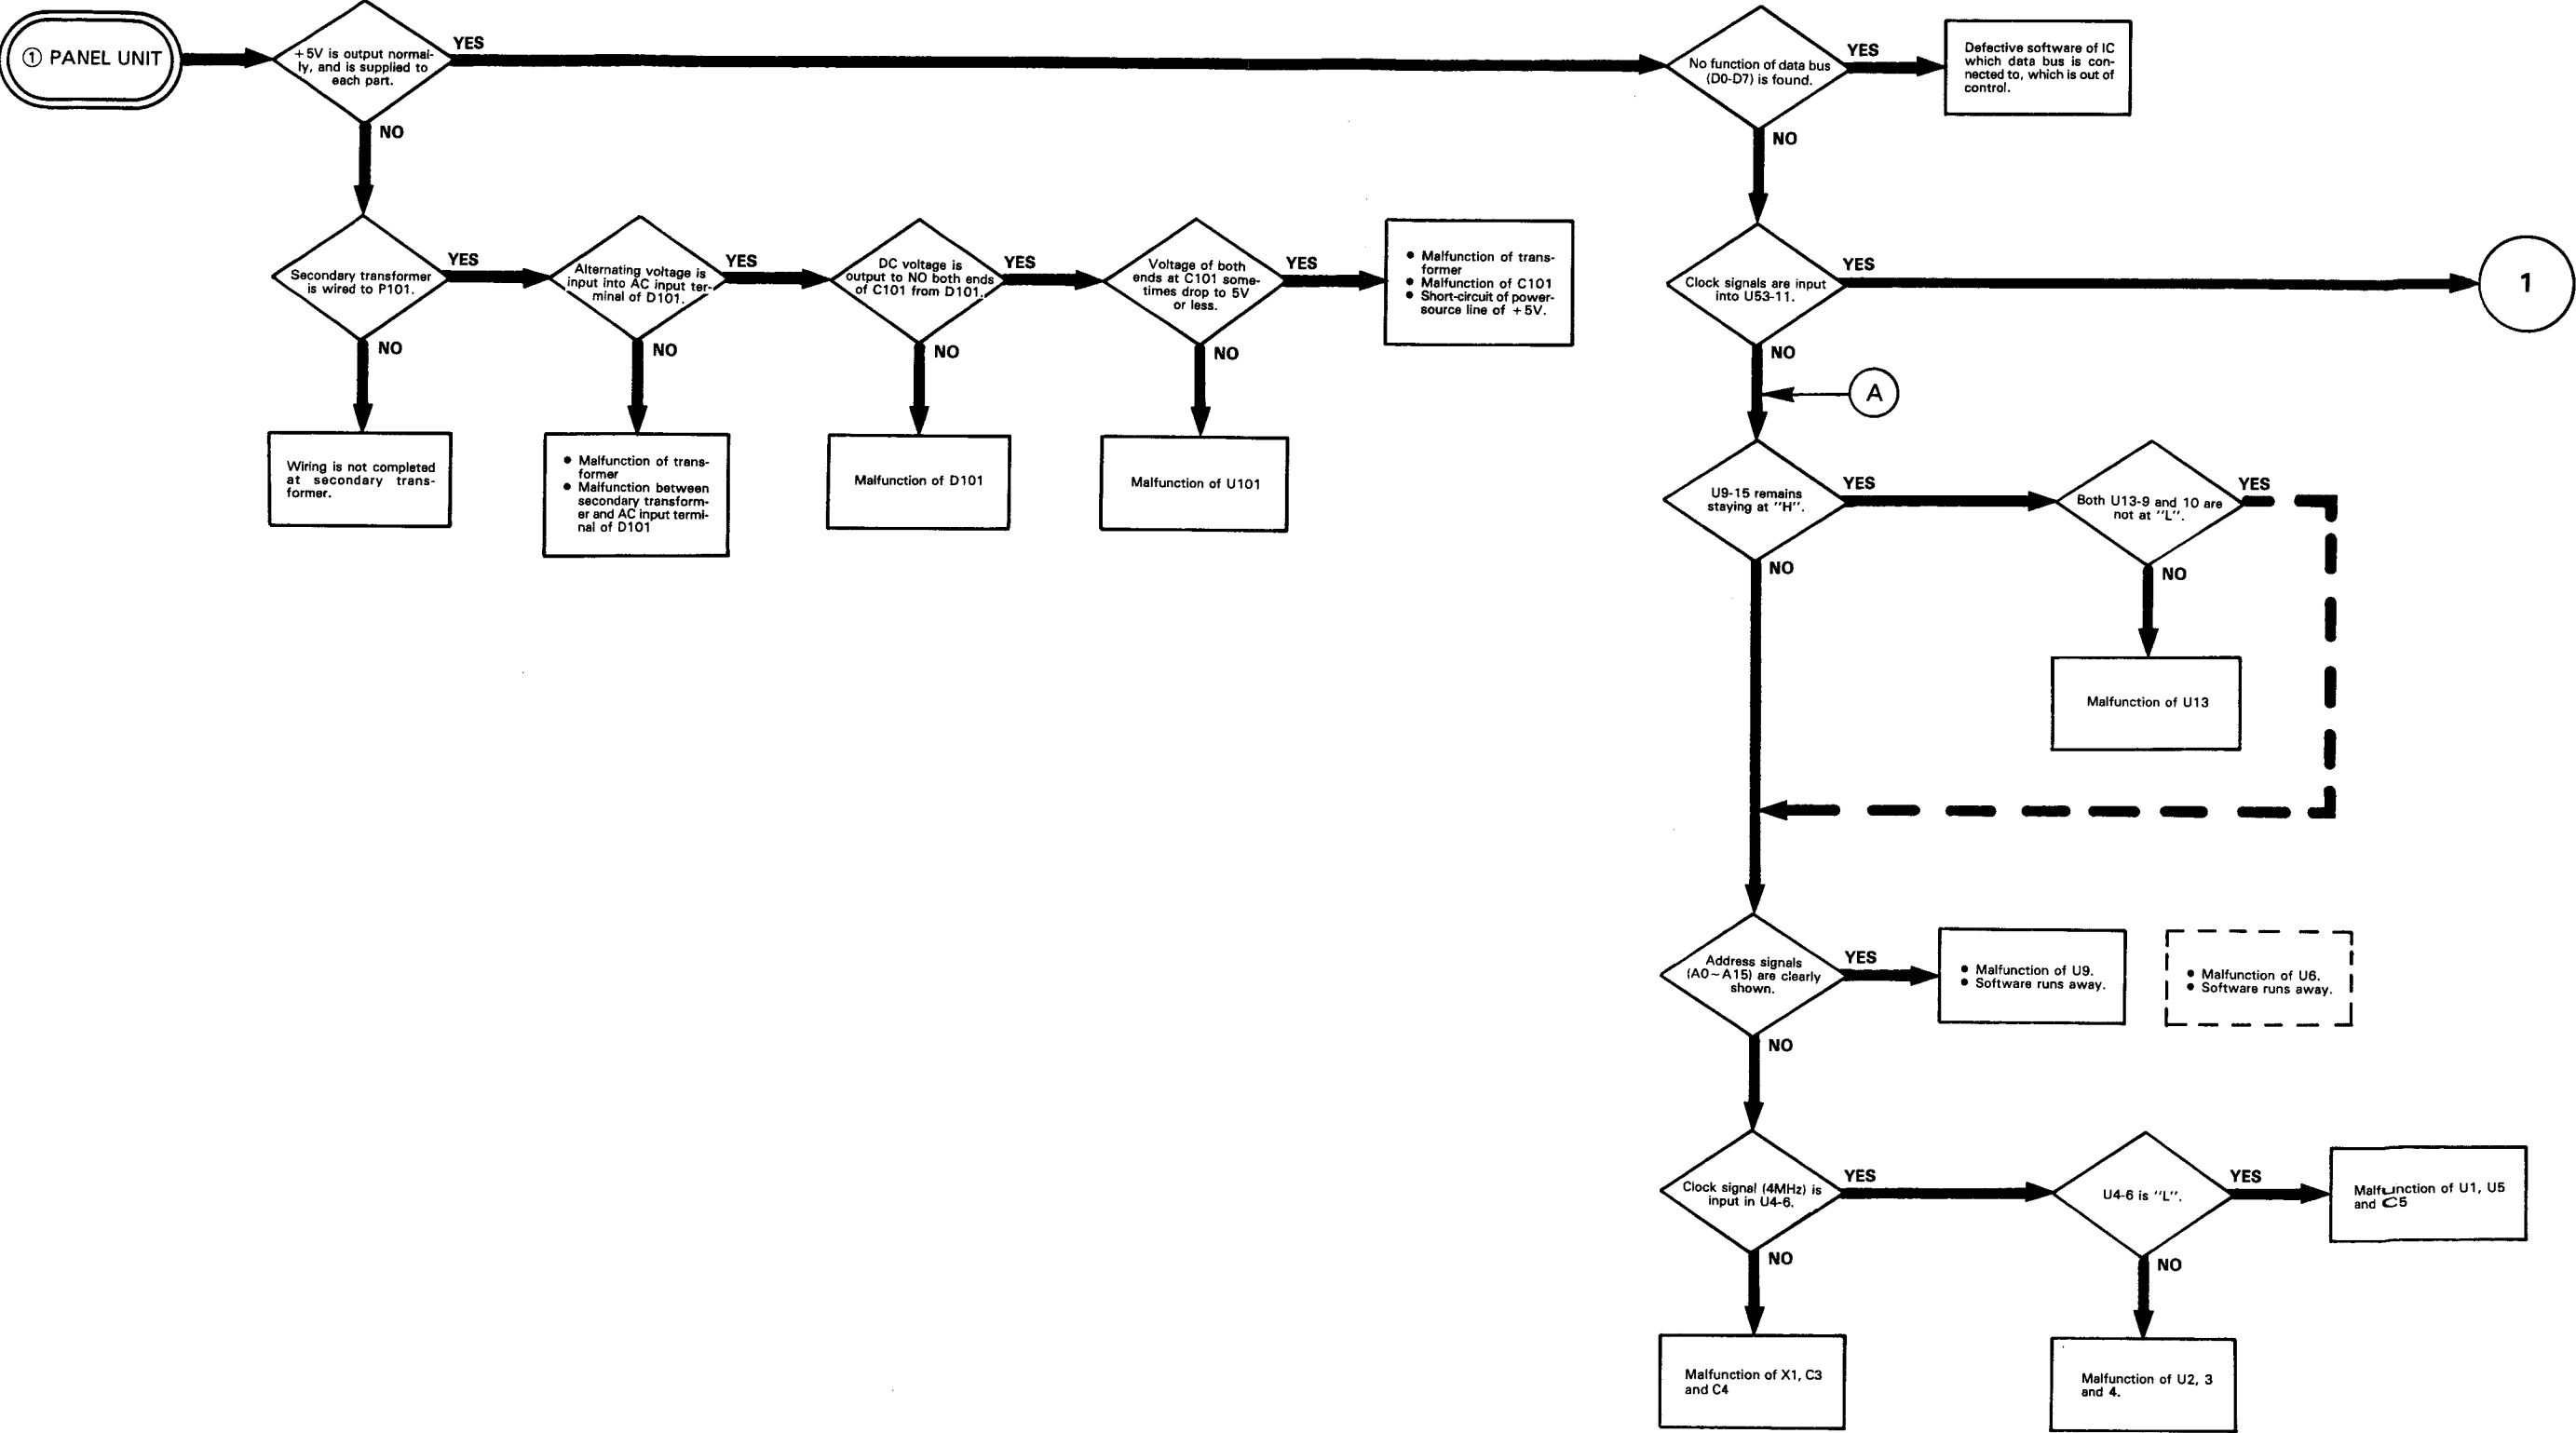 ① PANEL UNIT
+5V is output normal-
ly, and is supplied to
each part.
YES
NO
No function of data bus
(D0-D7) is found.
YES
NO
Defective software of IC
which data bus is con-
nected to, which is out of
control.
Secondary transformer
is wired to P101.
YES
NO
Alternating voltage is
input into AC input ter-
minal of D101.
YES
NO
DC voltage is
output to NO both ends
of C101 from D101.
YES
NO
Voltage of both
ends at C101 some-
times drop to 5V
or less.
YES
NO
● Malfunction of trans-
former
● Malfunction of C101
● Short-circuit of power-
source line of +5V.
Clock signals are input
into U53-11.
YES
NO
1
A
Wiring is not completed
at secondary trans-
former.
● Malfunction of trans-
former
● Malfunction between
secondary transform-
er and AC input termi-
nal of D101
Malfunction of D101
Malfunction of U101
U9-15 remains
staying at "H".
YES
NO
Both U13-9 and 10 are
not at "L".
YES
NO
Malfunction of U13
Address signals
(A0~A15) are clearly
shown.
YES
NO
● Malfunction of U9.
● Software runs away.
● Malfunction of U6.
● Software runs away.
Clock signal (4MHz) is
input in U4-6.
YES
NO
U4-6 is "L".
YES
NO
Malfunction of U1, U5
and C5
Malfunction of X1, C3
and C4
Malfunction of U2, 3
and 4.